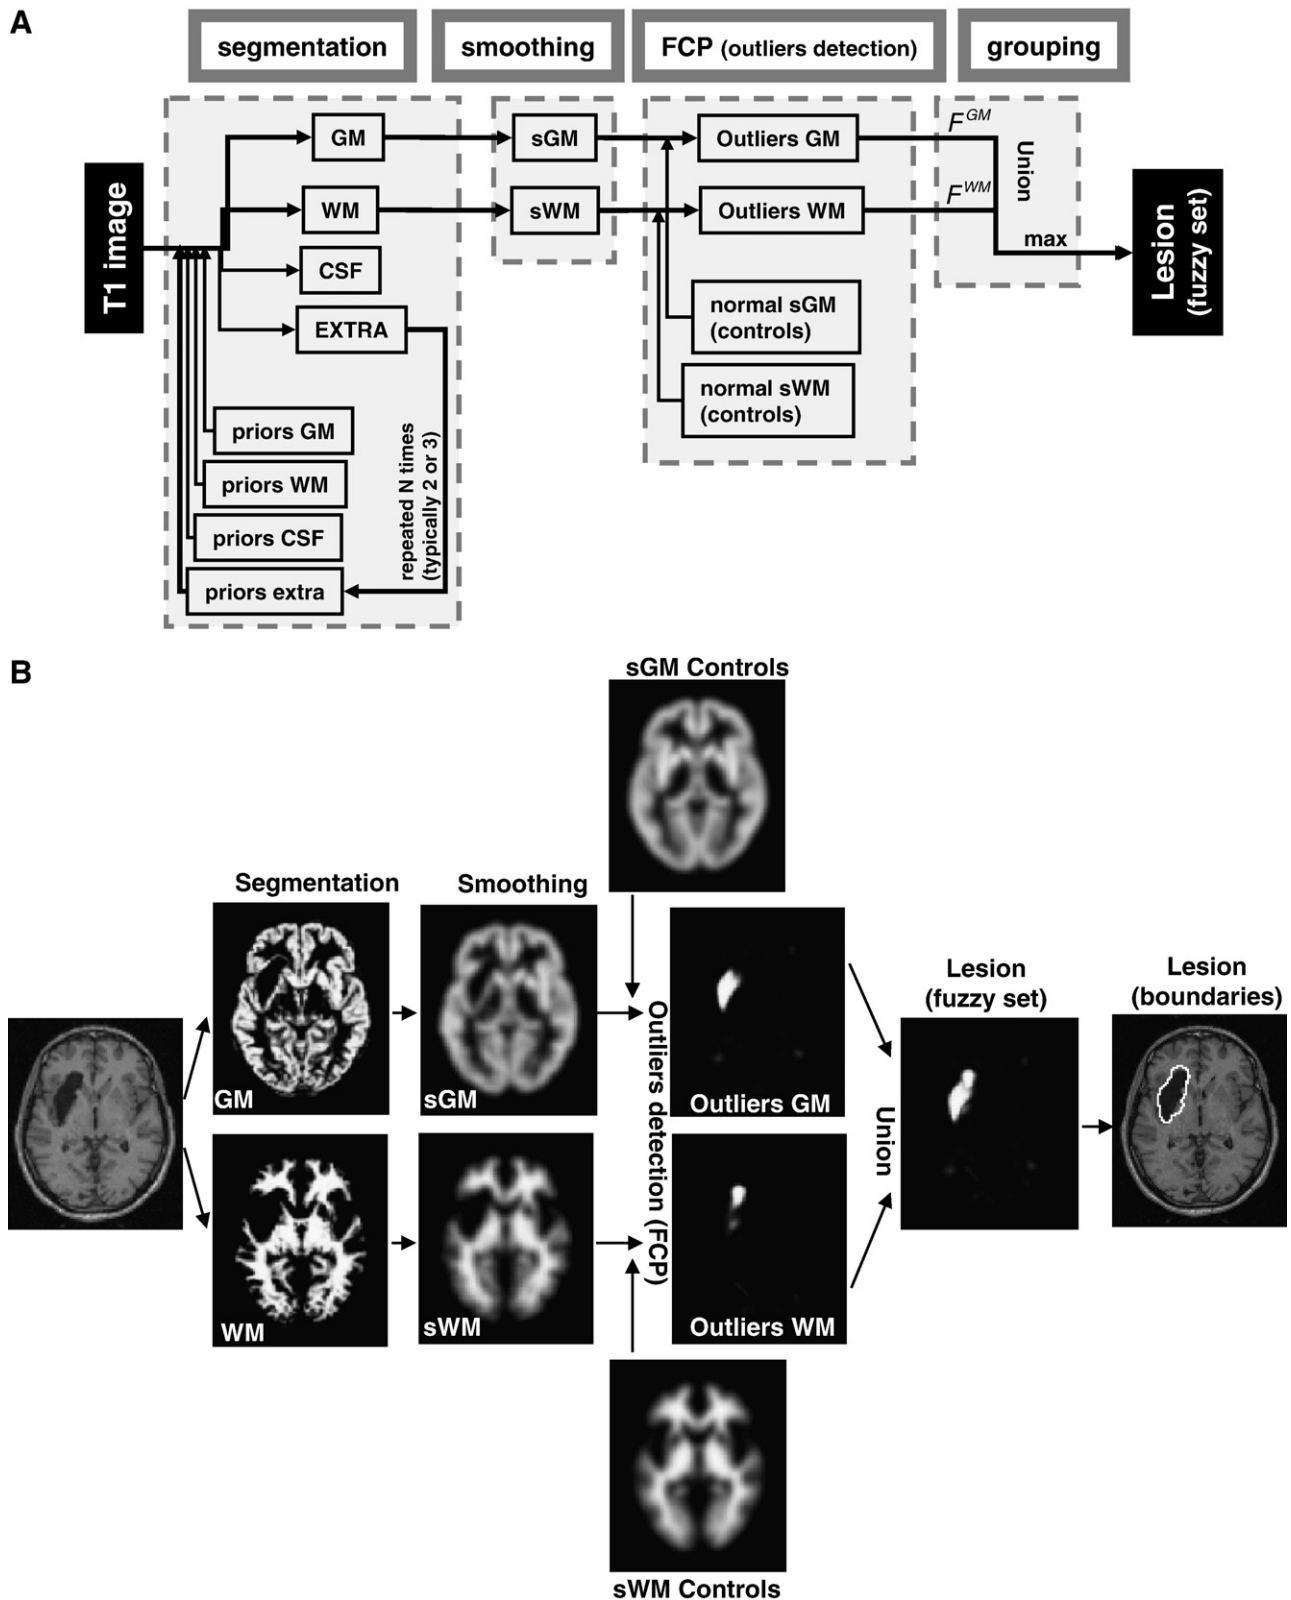 A
segmentation
smoothing
FCP (outliers detection)
grouping
T1 image
GM
WM
CSF
EXTRA
priors GM
priors WM
priors CSF
priors extra
repeated N times
(typically 2 or 3)
sGM
sWM
Outliers GM
Outliers WM
normal sGM
(controls)
normal sWM
(controls)
F^GM
F^WM
Union
max
Lesion
(fuzzy set)
B
sGM Controls
Segmentation
Smoothing
GM
sGM
Outliers GM
WM
sWM
Outliers WM
Outliers detection (FCP)
Union
Lesion
(fuzzy set)
Lesion
(boundaries)
sWM Controls